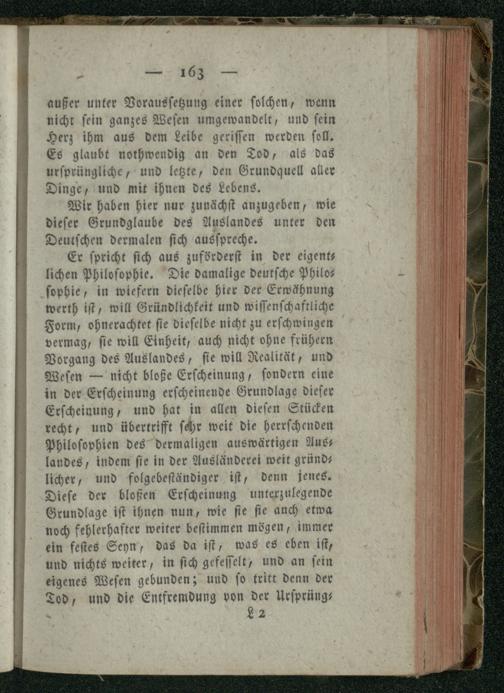 — 163 —
außer unter Voraussetzung einer solchen, wenn
nicht sein ganzes Wesen umgewandelt, und sein
Herz ihm aus dem Leibe gerissen werden soll.
Es glaubt nothwendig an den Tod, als das
ursprüngliche, und letzte, den Grundquell aller
Dinge, und mit ihnen des Lebens.
Wir haben hier nur zunächst anzugeben, wie
dieser Grundglaube des Auslandes unter den
Deutschen dermalen sich ausspreche.
Er spricht sich aus zuförderst in der eigent-
lichen Philosophie. Die damalige deutsche Philo-
sophie, in wiefern dieselbe hier der Erwähnung
werth ist, will Gründlichkeit und wissenschaftliche
Form, ohnerachtet sie dieselbe nicht zu erschwingen
vermag, sie will Einheit, auch nicht ohne frühern
Vorgang des Auslandes, sie will Realität, und
Wesen — nicht bloße Erscheinung, sondern eine
in der Erscheinung erscheinende Grundlage dieser
Erscheinung, und hat in allen diesen Stücken
recht, und übertrifft sehr weit die herrschenden
Philosophien des dermaligen auswärtigen Aus-
landes, indem sie in der Ausländerei weit gründ-
licher, und folgebeständiger ist, denn jenes.
Diese der bloßen Erscheinung unterzulegende
Grundlage ist ihnen nun, wie sie sie auch etwa
noch fehlerhafter weiter bestimmen mögen, immer
ein festes Seyn, das da ist, was es eben ist,
und nichts weiter, in sich gefesselt, und an sein
eigenes Wesen gebunden; und so tritt denn der
Tod, und die Entfremdung von der Ursprüng-
L 2